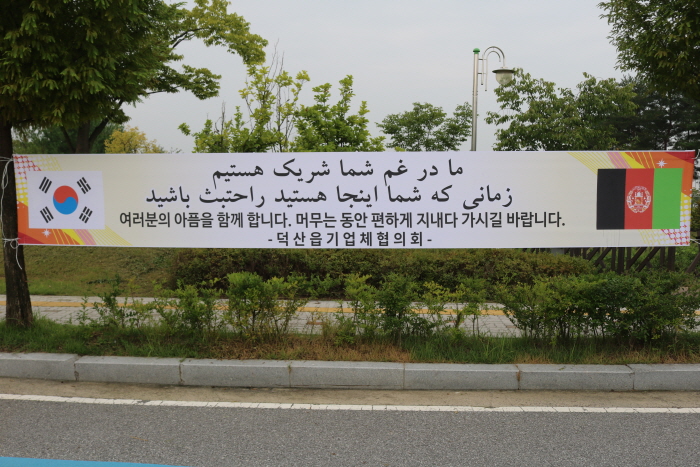 ما در غم شما شریک هستیم
زمانی که شما اینجا هستید راحتبث باشید
여러분의 아픔을 함께 합니다. 머무는 동안 편하게 지내다 가시길 바랍니다.
- 덕산읍기업체협의회 -